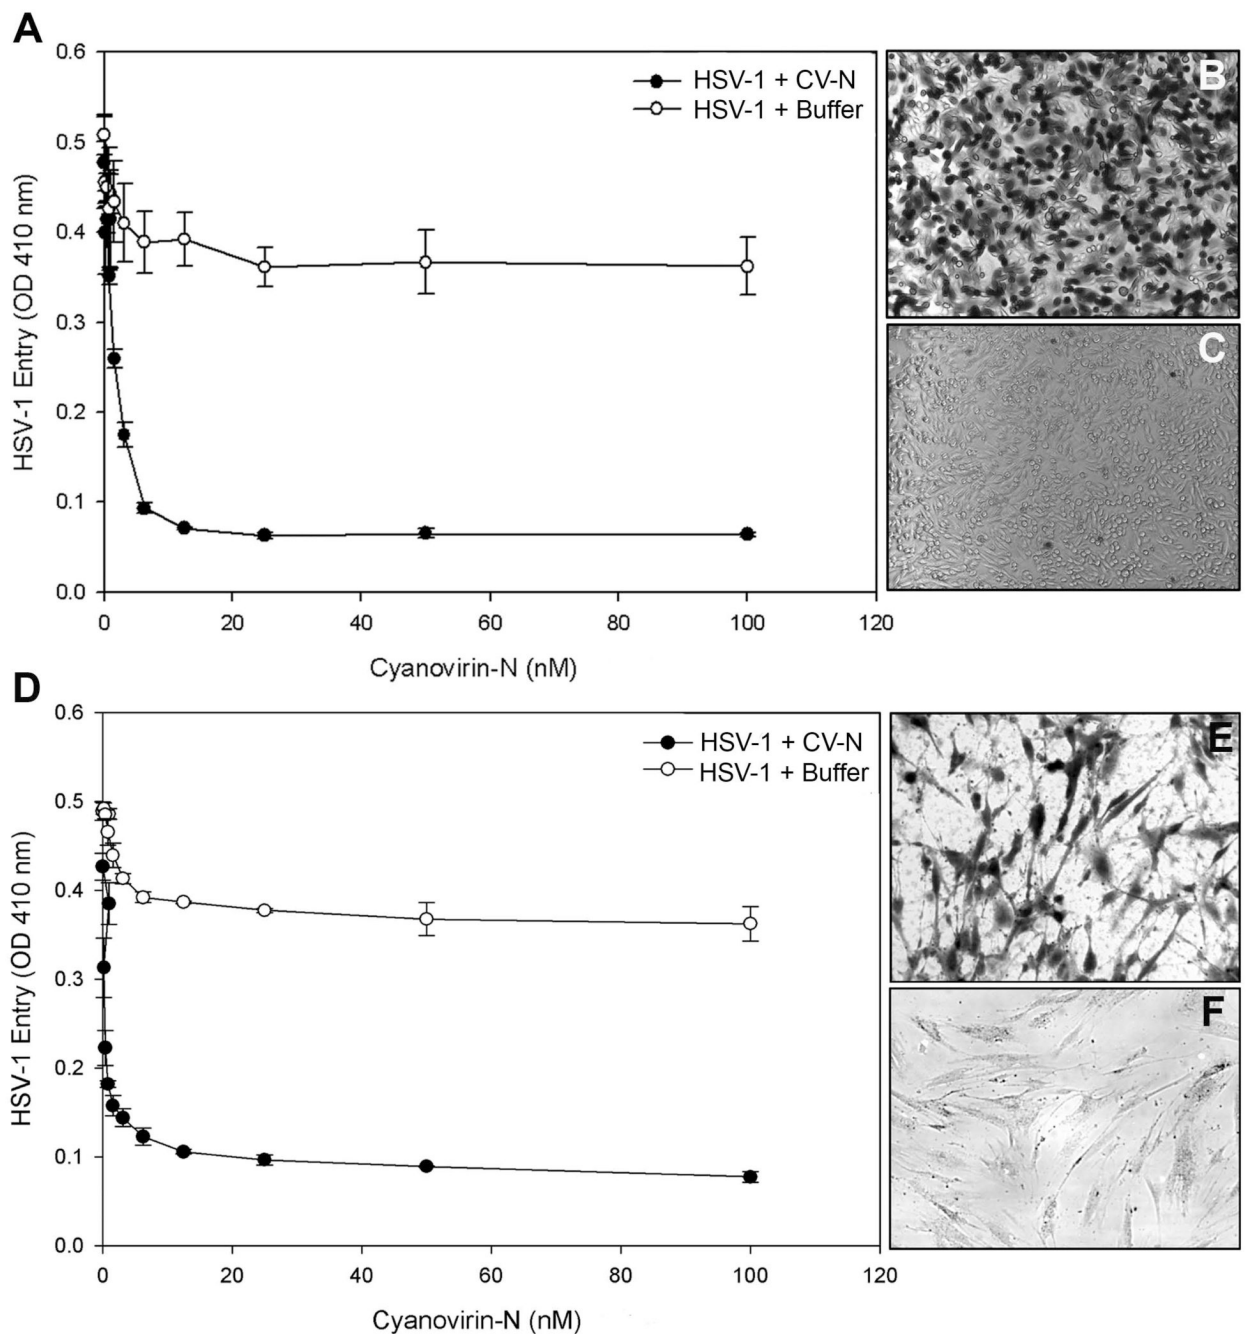 A
0.6
0.5
0.4
0.3
0.2
0.1
0.0
HSV-1 Entry (OD 410 nm)
HSV-1 + CV-N
HSV-1 + Buffer
0 20 40 60 80 100 120
Cyanovirin-N (nM)
B
C
D
0.6
0.5
0.4
0.3
0.2
0.1
0.0
HSV-1 Entry (OD 410 nm)
HSV-1 + CV-N
HSV-1 + Buffer
0 20 40 60 80 100 120
Cyanovirin-N (nM)
E
F